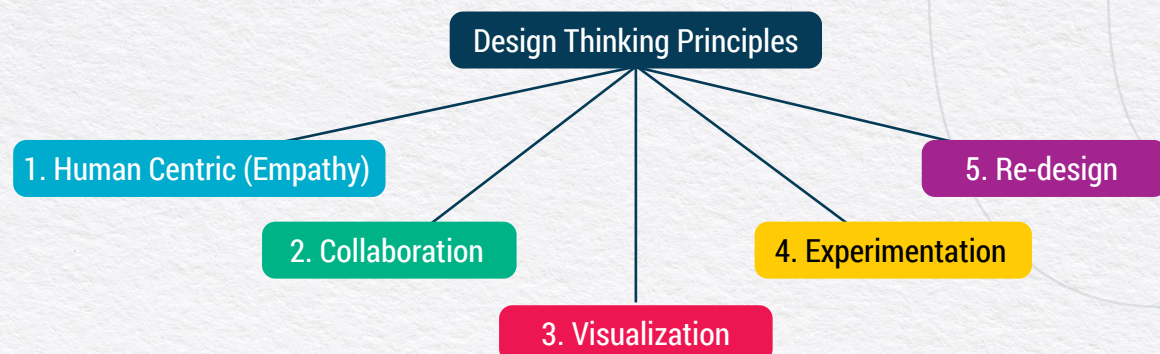 Design Thinking Principles
1. Human Centric (Empathy)
2. Collaboration
3. Visualization
4. Experimentation
5. Re-design